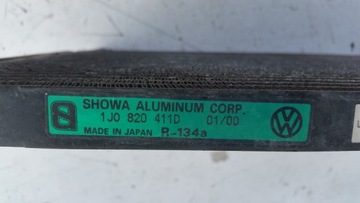 SHOWA ALUMINUM CORP.
1J0 820 411D 01/00
MADE IN JAPAN R-134a